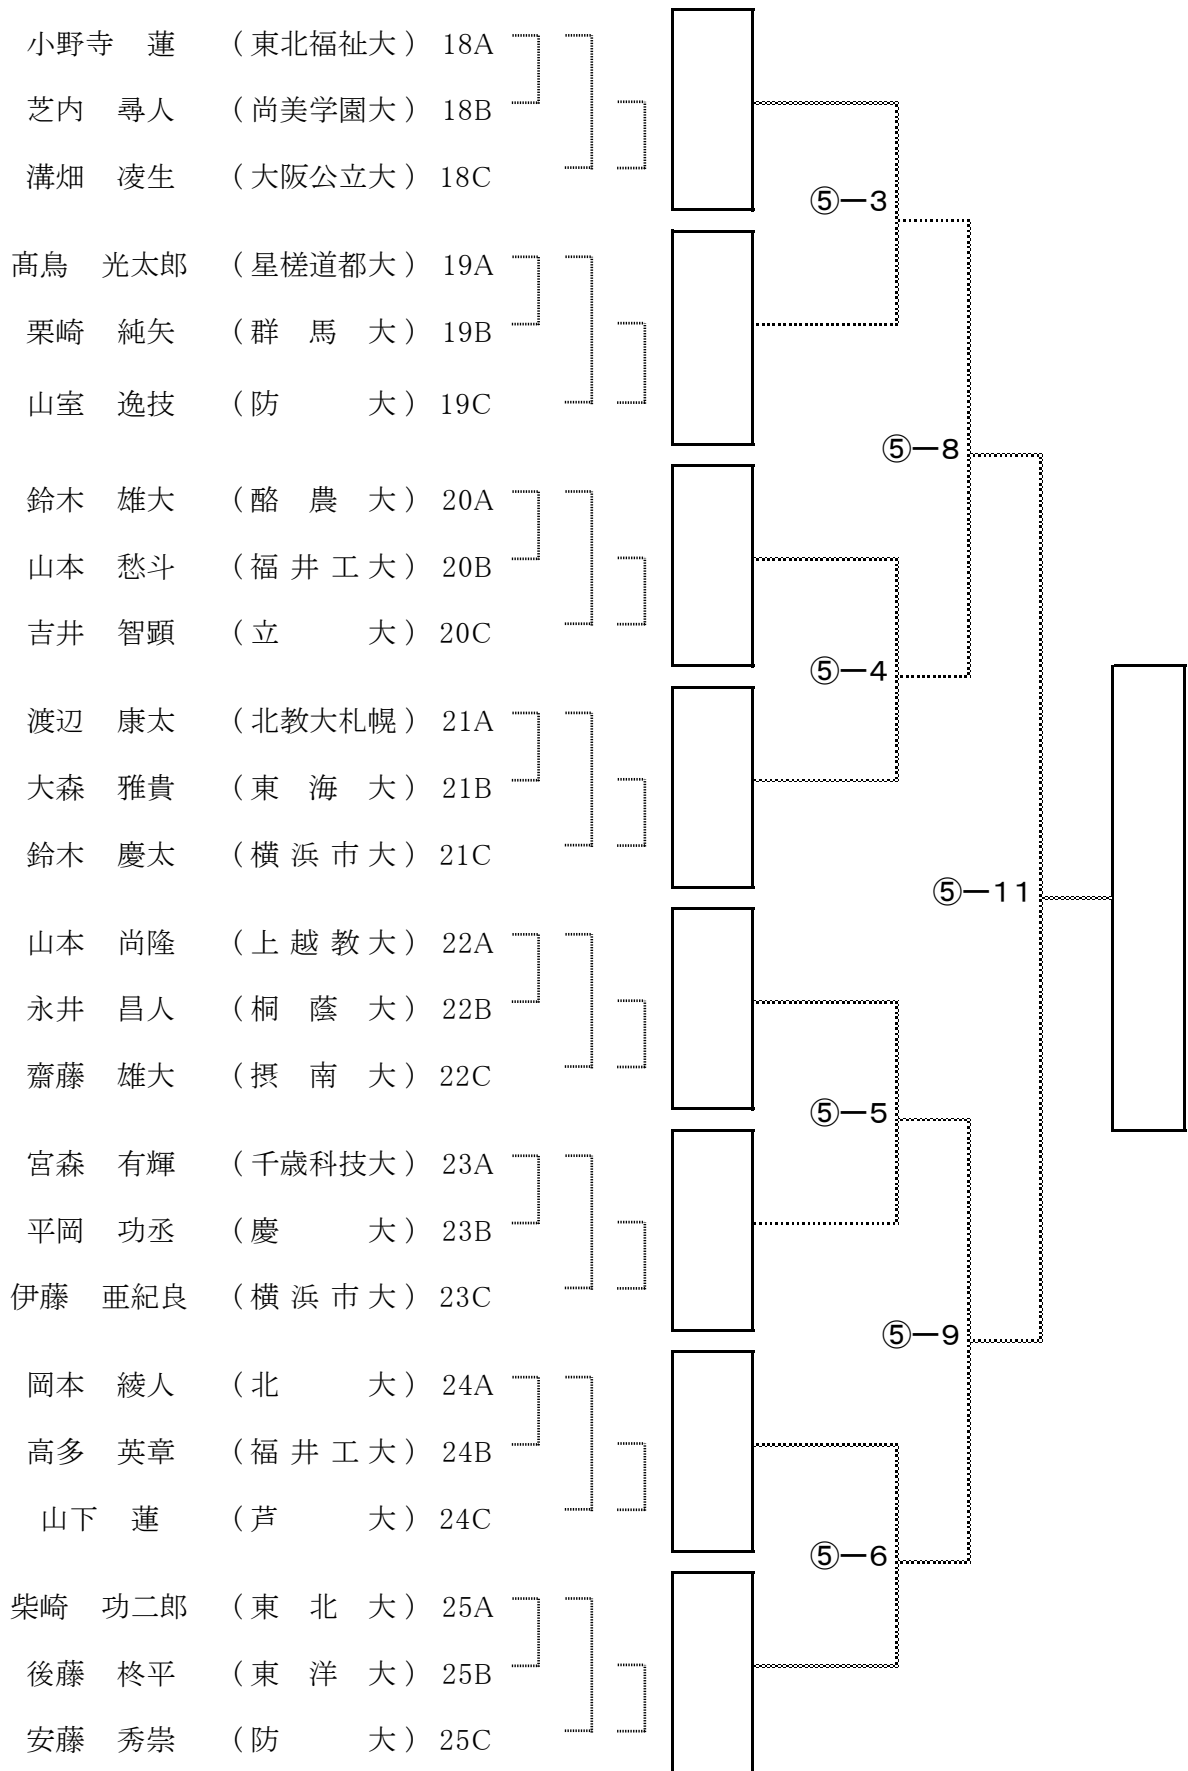 小野寺　蓮　（東北福祉大）18A
芝内　尋人　（尚美学園大）18B
溝畑　凌生　（大阪公立大）18C
⑤ー3
髙鳥　光太郎　（星槎道都大）19A
栗崎　純矢　（群　馬　大）19B
山室　逸技　（防　　　大）19C
⑤ー8
鈴木　雄大　（酪　農　大）20A
山本　愁斗　（福井工大）20B
吉井　智顕　（立　　　大）20C
⑤ー4
渡辺　康太　（北教大札幌）21A
大森　雅貴　（東　海　大）21B
鈴木　慶太　（横浜市大）21C
⑤ー11
山本　尚隆　（上越教大）22A
永井　昌人　（桐　蔭　大）22B
齋藤　雄大　（摂　南　大）22C
⑤ー5
宮森　有輝　（千歳科技大）23A
平岡　功丞　（慶　　　大）23B
伊藤　亜紀良　（横浜市大）23C
⑤ー9
岡本　綾人　（北　　　大）24A
高多　英章　（福井工大）24B
山下　蓮　（芦　　　大）24C
⑤ー6
柴崎　功二郎　（東　北　大）25A
後藤　柊平　（東　洋　大）25B
安藤　秀崇　（防　　　大）25C